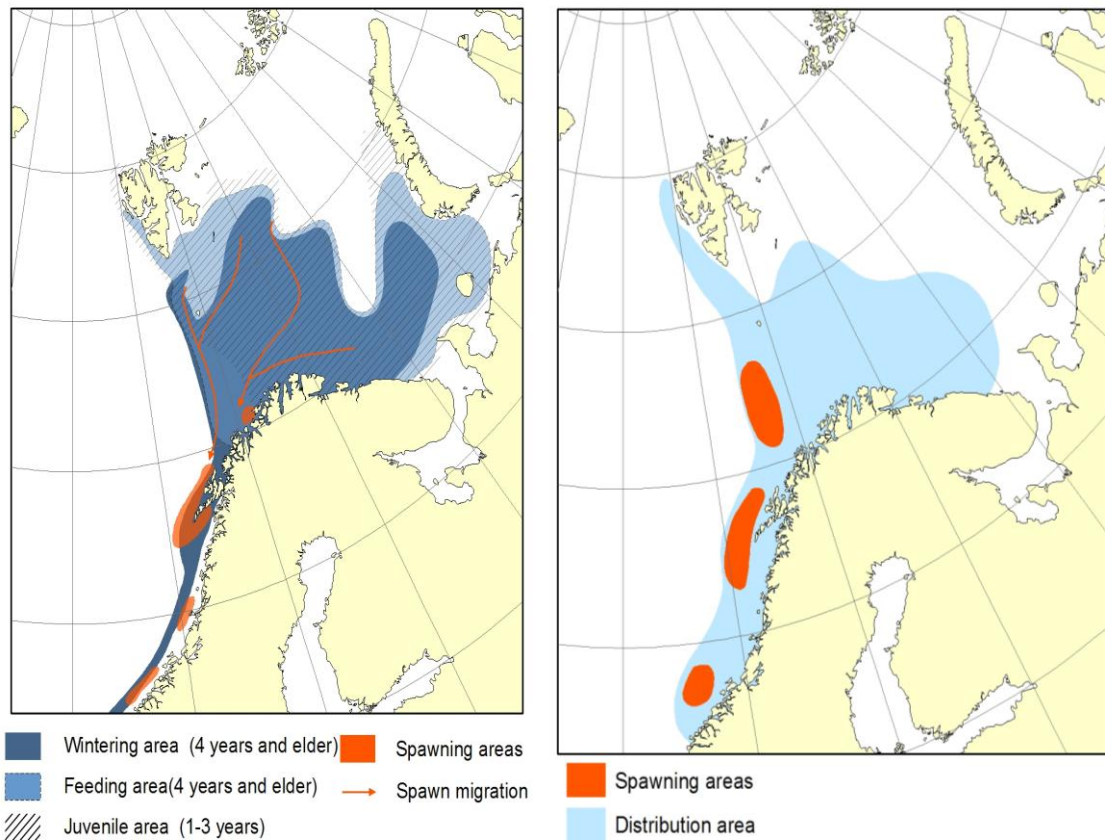 Wintering area (4 years and elder)
Feeding area(4 years and elder)
Juvenile area (1-3 years)
Spawning areas
Spawn migration
Spawning areas
Distribution area